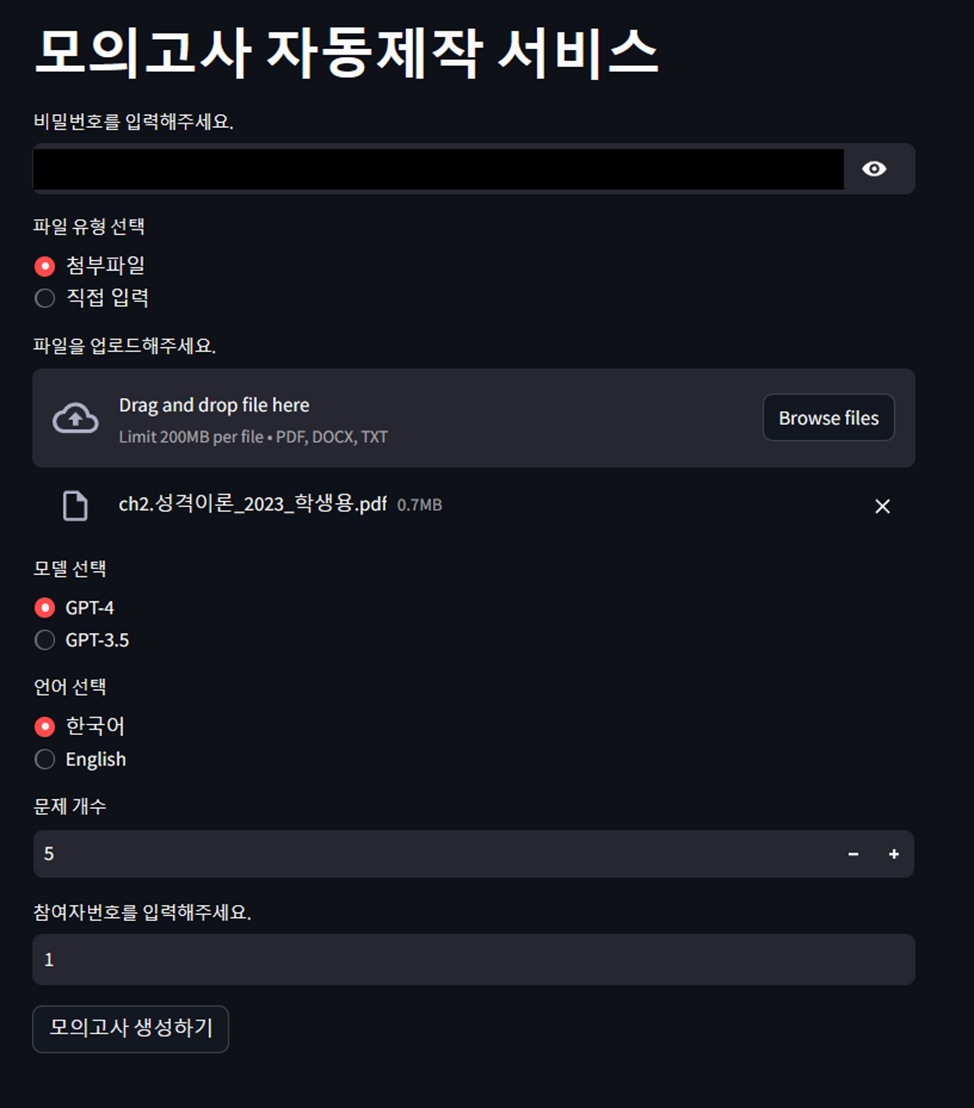 모의고사 자동제작 서비스
비밀번호를 입력해주세요.
파일 유형 선택
첨부파일
직접 입력
파일을 업로드해주세요.
Drag and drop file here
Limit 200MB per file • PDF, DOCX, TXT
Browse files
ch2.성격이론_2023_학생용.pdf 0.7MB
모델 선택
GPT-4
GPT-3.5
언어 선택
한국어
English
문제 개수
5
참여자번호를 입력해주세요.
1
모의고사 생성하기